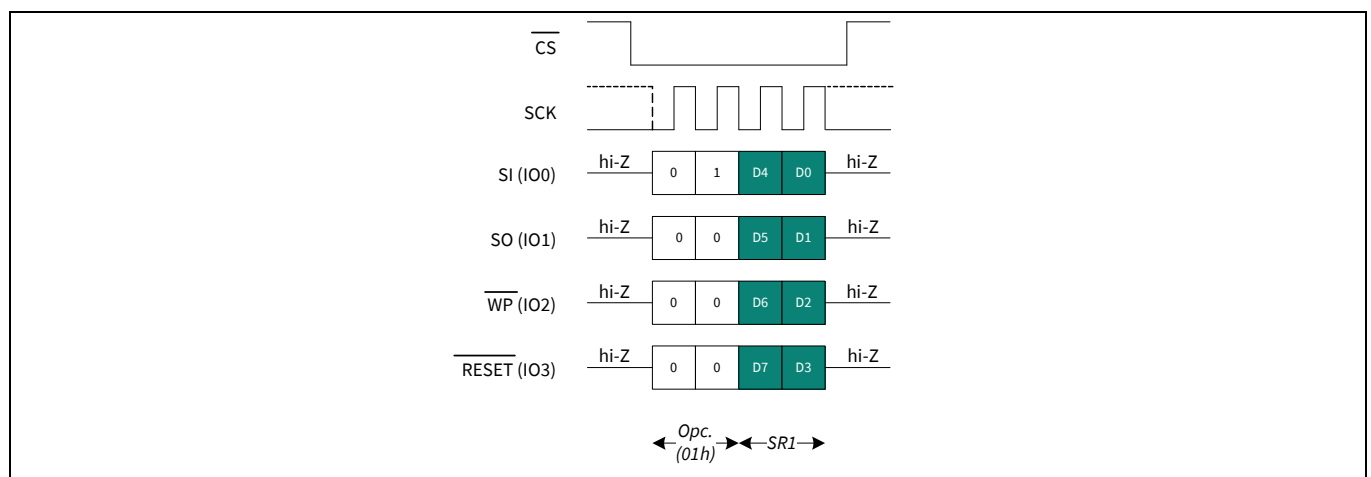 CS
SCK
SI (IO0) hi-Z 0 1 D4 D0 hi-Z
SO (IO1) hi-Z 0 0 D5 D1 hi-Z
WP (IO2) hi-Z 0 0 D6 D2 hi-Z
RESET (IO3) hi-Z 0 0 D7 D3 hi-Z
Opc. SR1
(01h)